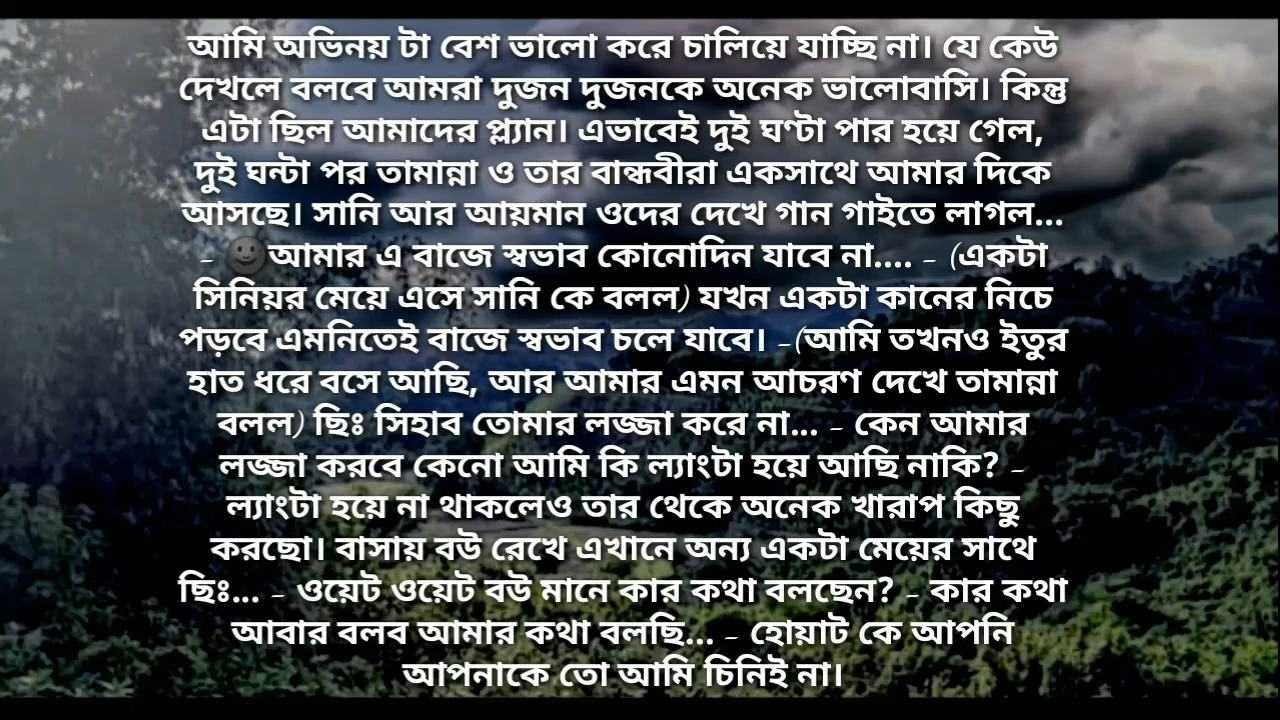 আমি অভিনয় টা বেশ ভালো করে চালিয়ে যাচ্ছি না। যে কেউ
দেখলে বলবে আমরা দুজন দুজনকে অনেক ভালোবাসি। কিন্তু
এটা ছিল আমাদের প্ল্যান। এভাবেই দুই ঘণ্টা পার হয়ে গেল,
দুই ঘন্টা পর তামান্না ও তার বান্ধবীরা একসাথে আমার দিকে
আসছে। সানি আর আয়মান ওদের দেখে গান গাইতে লাগল...
- 🌚আমার এ বাজে স্বভাব কোনোদিন যাবে না.... - (একটা
সিনিয়র মেয়ে এসে সানি কে বলল) যখন একটা কানের নিচে
পড়বে এমনিতেই বাজে স্বভাব চলে যাবে। -(আমি তখনও ইতুর
হাত ধরে বসে আছি, আর আমার এমন আচরণ দেখে তামান্না
বলল) ছিঃ সিহাব তোমার লজ্জা করে না... - কেন আমার
লজ্জা করবে কেনো আমি কি ল্যাংটা হয়ে আছি নাকি? -
ল্যাংটা হয়ে না থাকলেও তার থেকে অনেক খারাপ কিছু
করছো। বাসায় বউ রেখে এখানে অন্য একটা মেয়ের সাথে
ছিঃ... - ওয়েট ওয়েট বউ মানে কার কথা বলছেন? - কার কথা
আবার বলব আমার কথা বলছি... - হোয়াট কে আপনি
আপনাকে তো আমি চিনিই না।